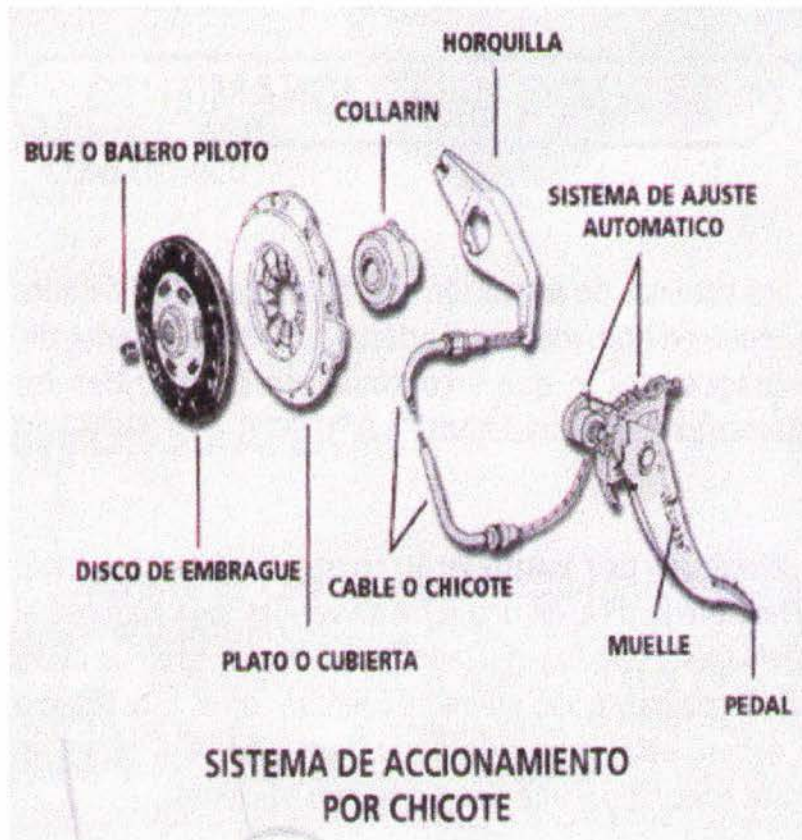 HORQUILLA
COLLARIN
BUJE O BALERO PILOTO
SISTEMA DE AJUSTE
AUTOMATICO
DISCO DE EMBRAGUE
CABLE O CHICOTE
MUELLE
PLATO O CUBIERTA
PEDAL
SISTEMA DE ACCIONAMIENTO
POR CHICOTE